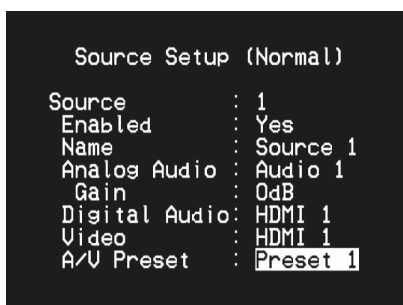 Source Setup (Normal)
Source : 1
Enabled : Yes
Name : Source 1
Analog Audio : Audio 1
Gain : 0dB
Digital Audio: HDMI 1
Video : HDMI 1
A/V Preset : Preset 1